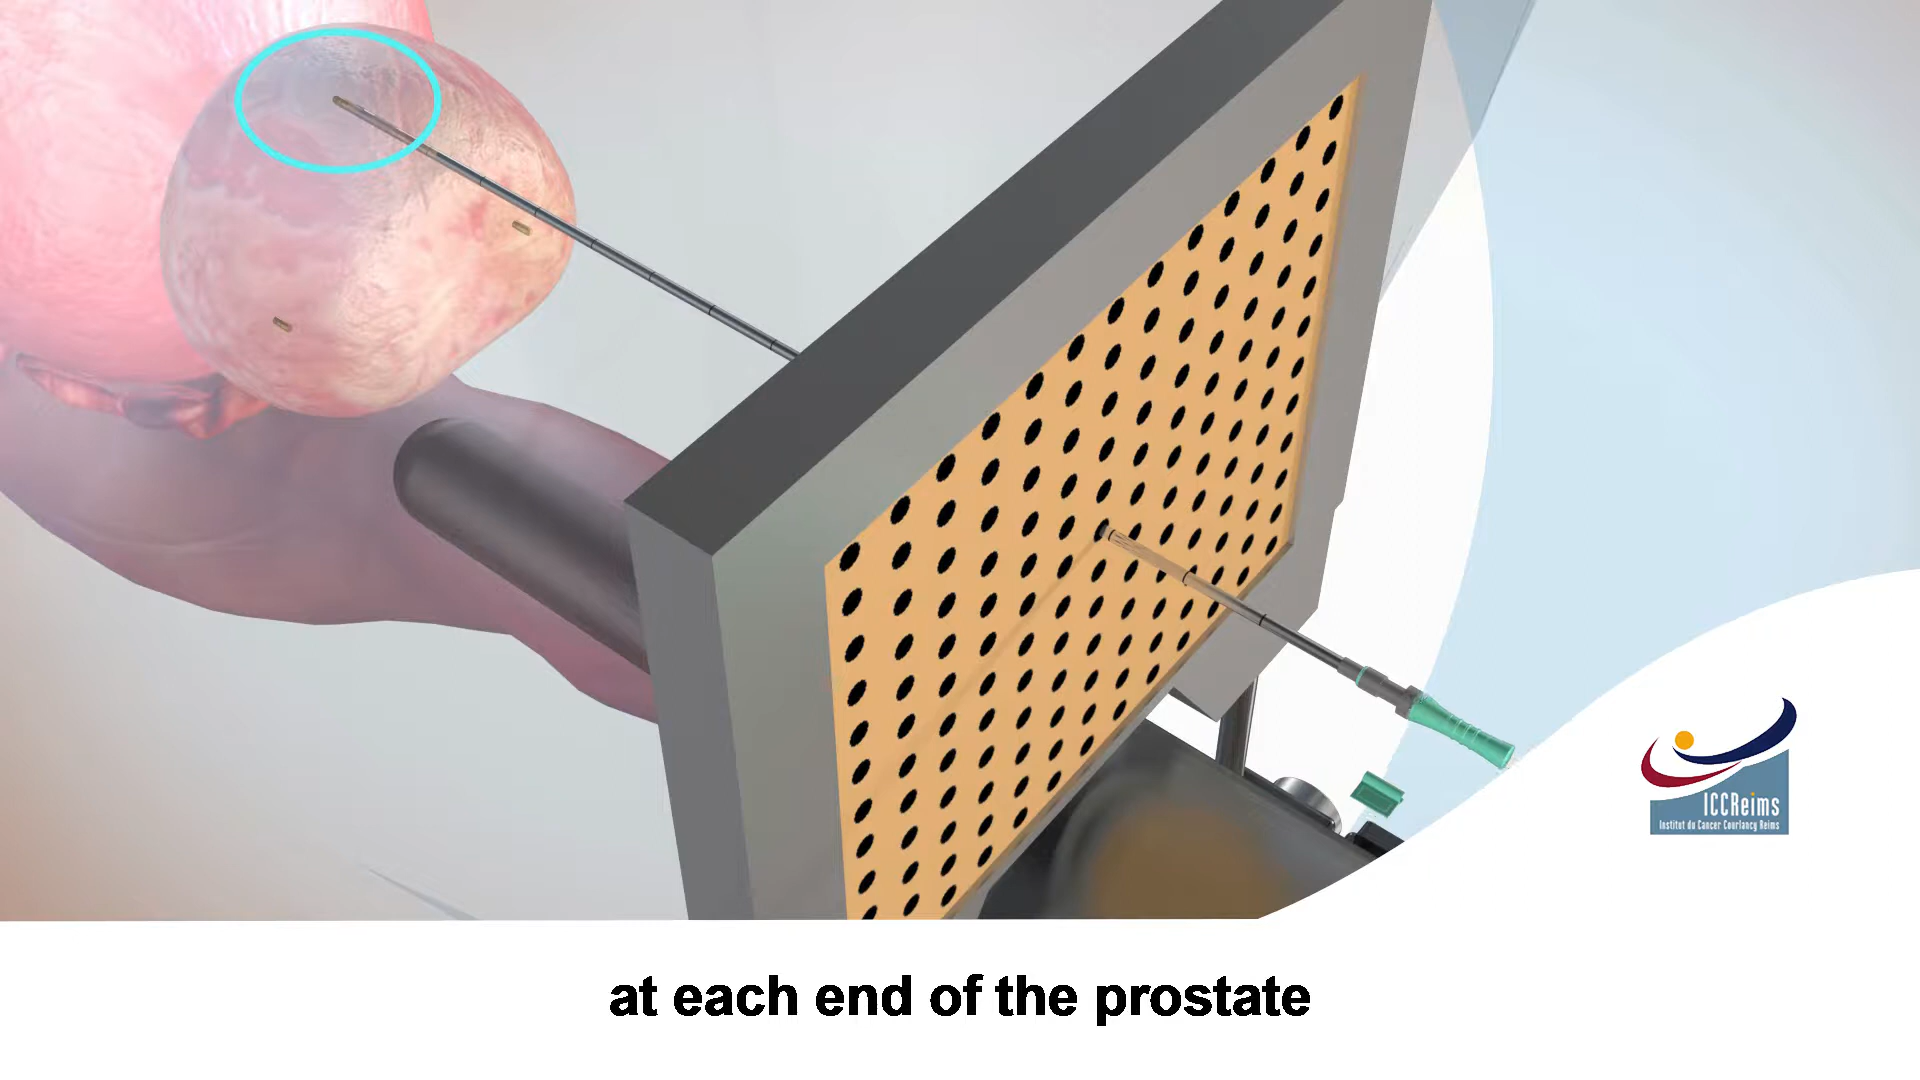 ICCReims
Institut du Cancer Courlancy Reims
at each end of the prostate